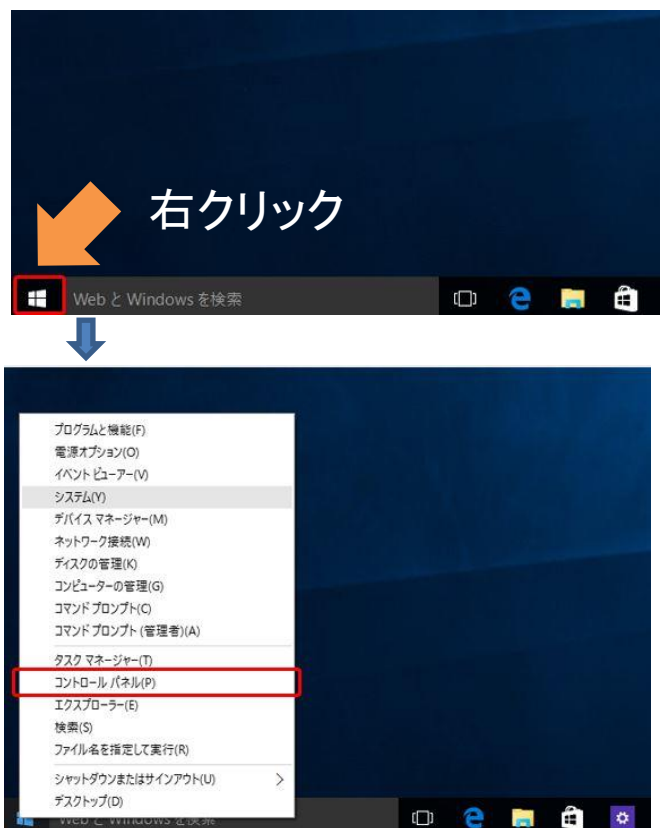 右クリック
Web と Windows を検索
プログラムと機能(F)
電源オプション(O)
イベント ビューアー(V)
システム(Y)
デバイス マネージャー(M)
ネットワーク接続(W)
ディスクの管理(K)
コンピューターの管理(G)
コマンド プロンプト(C)
コマンド プロンプト (管理者)(A)
タスク マネージャー(T)
コントロール パネル(P)
エクスプローラー(E)
検索(S)
ファイル名を指定して実行(R)
シャットダウンまたはサインアウト(U)
デスクトップ(D)
Web と Windows を検索